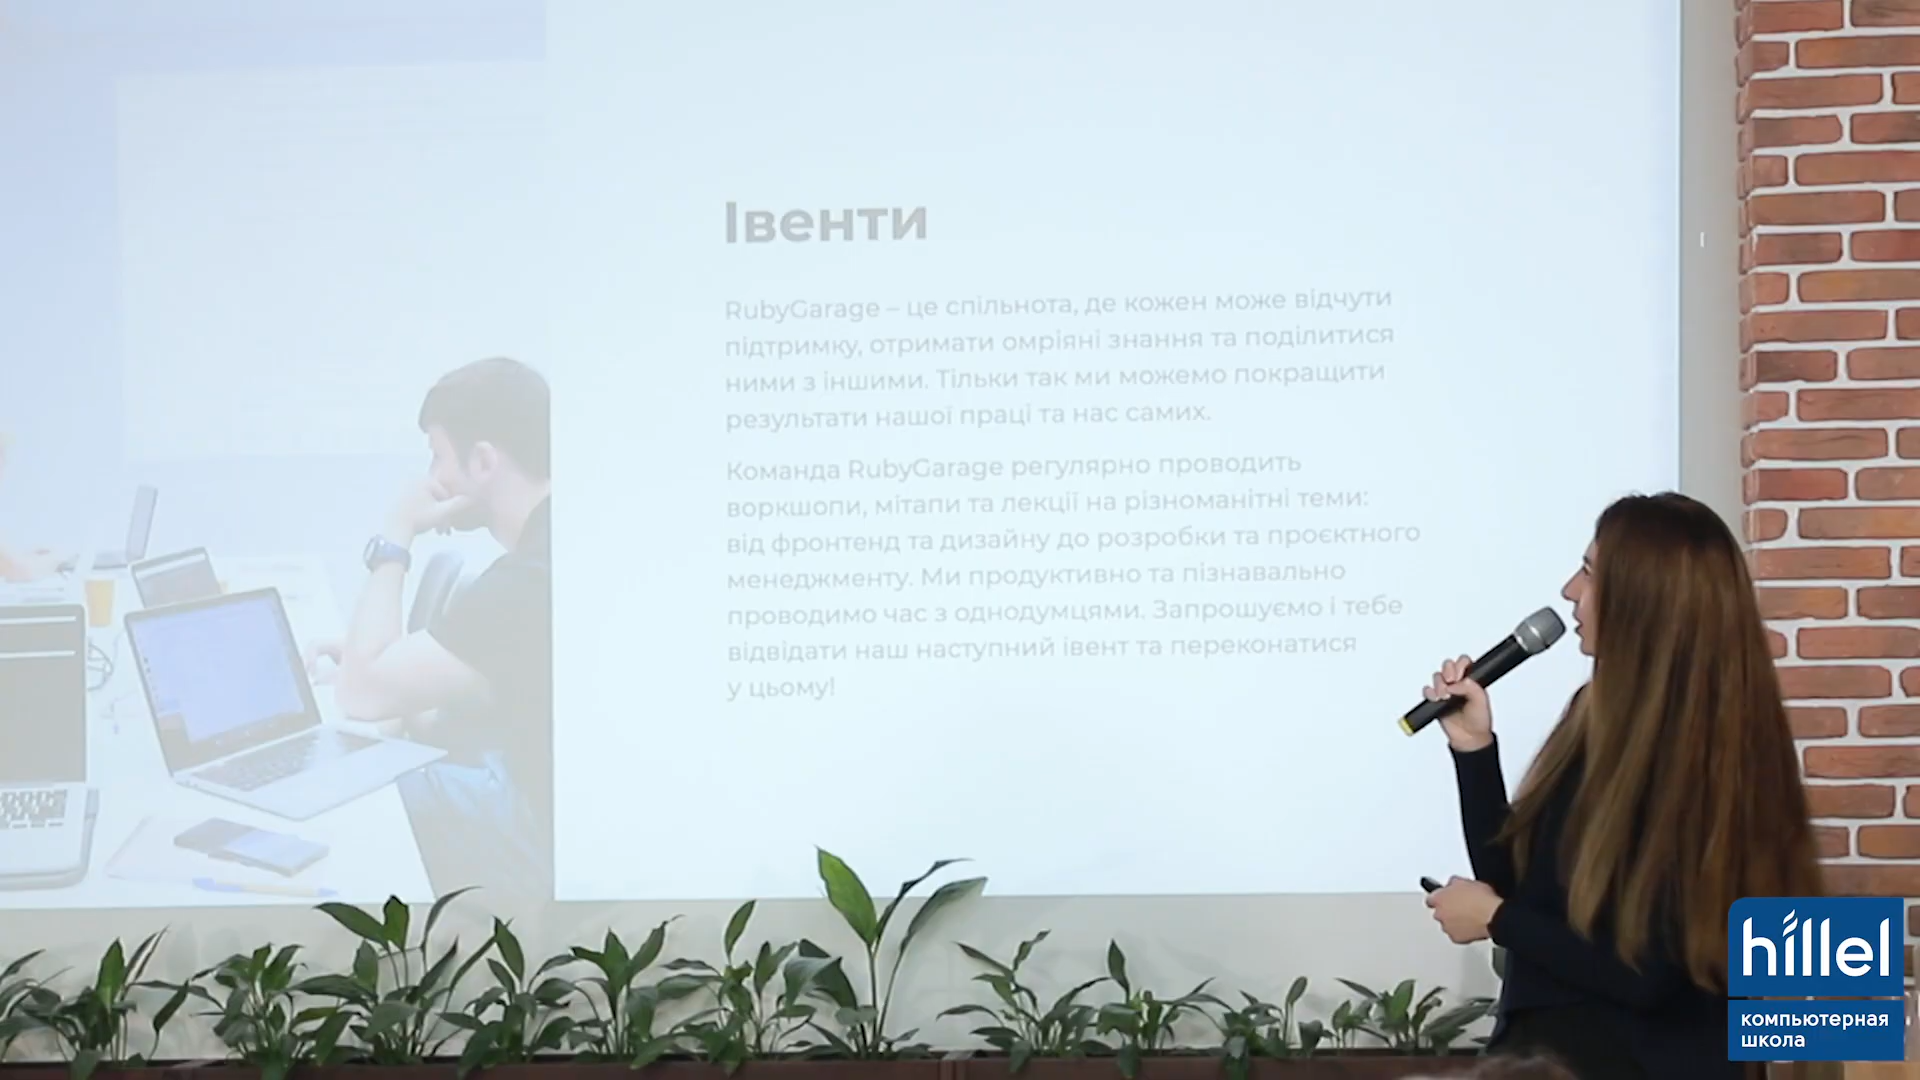 Івенти
RubyGarage – це спільнота, де кожен може відчути
підтримку, отримати омріяні знання та поділитися
ними з іншими. Тільки так ми можемо покращити
результати нашої праці та нас самих.
Команда RubyGarage регулярно проводить
воркшопи, мітапи та лекції на різноманітні теми:
від фронтенд та дизайну до розробки та проєктного
менеджменту. Ми продуктивно та пізнавально
проводимо час з однодумцями. Запрошуємо і тебе
відвідати наш наступний івент та переконатися
у цьому!
hillel
компьютерная
школа